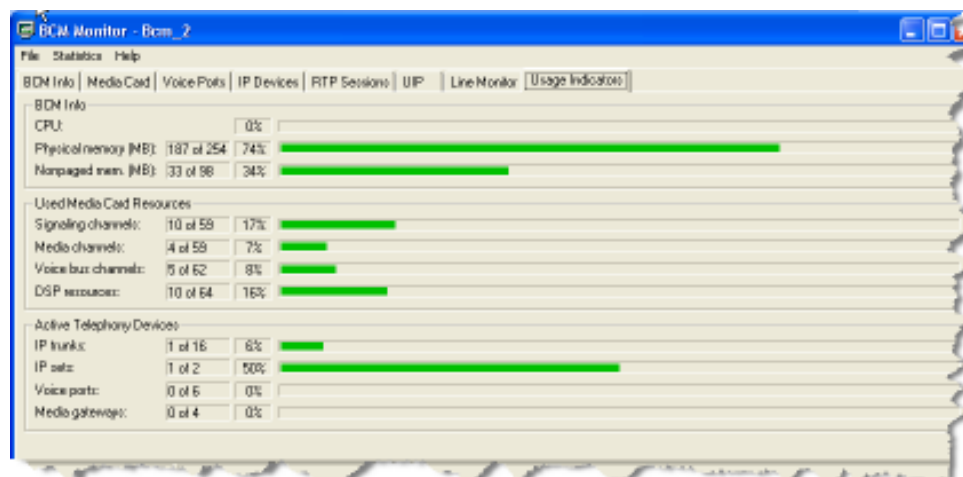 BCM Monitor - Bcm_2
File Statistics Help
BCM Info Media Card Voice Ports IP Devices RTP Sessions UIP Line Monitor Usage Indicators
BCM Info
CPU: 0%
Physical memory (MB): 187 of 254 74%
Nonpaged mem. (MB): 33 of 98 34%
Used Media Card Resources
Signaling channels: 10 of 59 17%
Media channels: 4 of 59 7%
Voice bus channels: 5 of 62 8%
DSP resources: 10 of 64 16%
Active Telephony Devices
IP trunks: 1 of 16 6%
IP sets: 1 of 2 50%
Voice ports: 0 of 6 0%
Media gateways: 0 of 4 0%